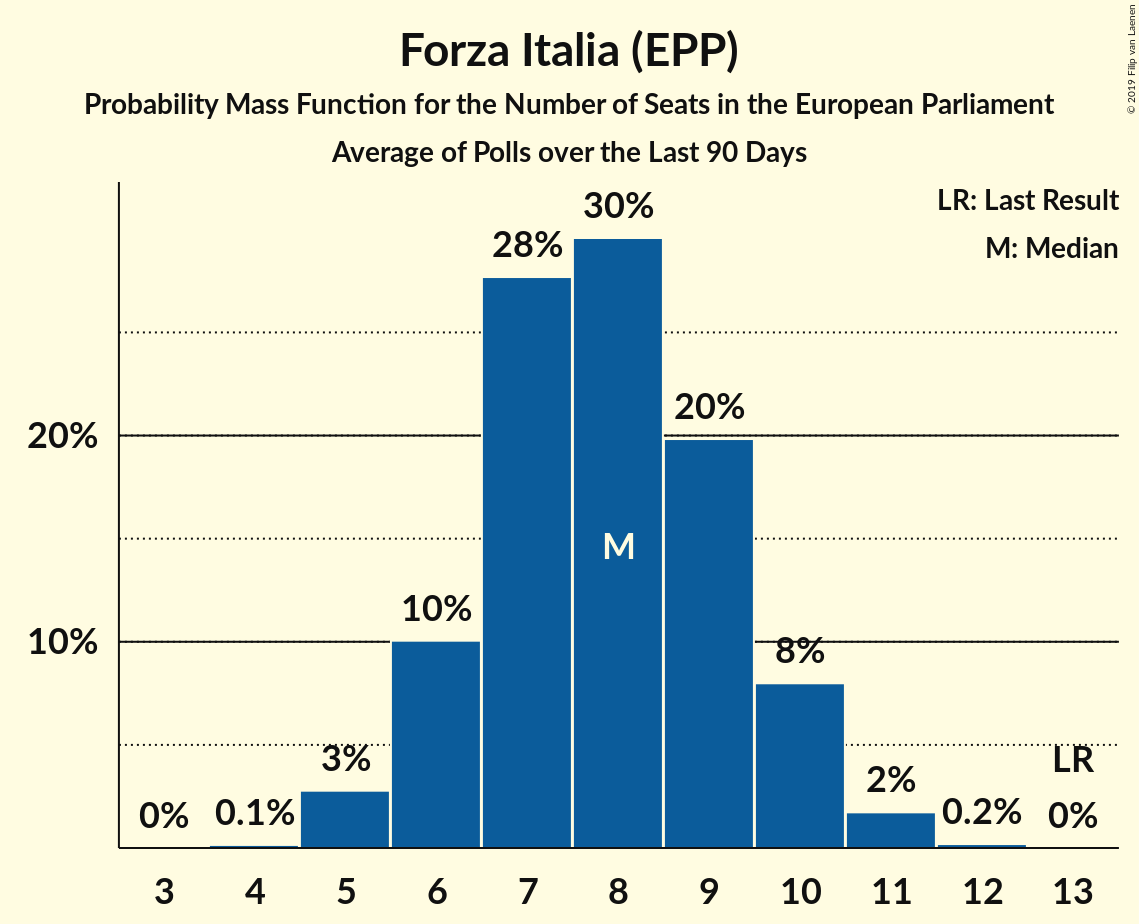 Forza Italia (EPP)
Probability Mass Function for the Number of Seats in the European Parliament
Average of Polls over the Last 90 Days
© 2019 Filip van Laenen
LR: Last Result
M: Median
30%
28%
20%
20%
M
10%
10%
8%
3%
LR
2%
0%
0.1%
0.2%
0%
3 4 5 6 7 8 9 10 11 12 13